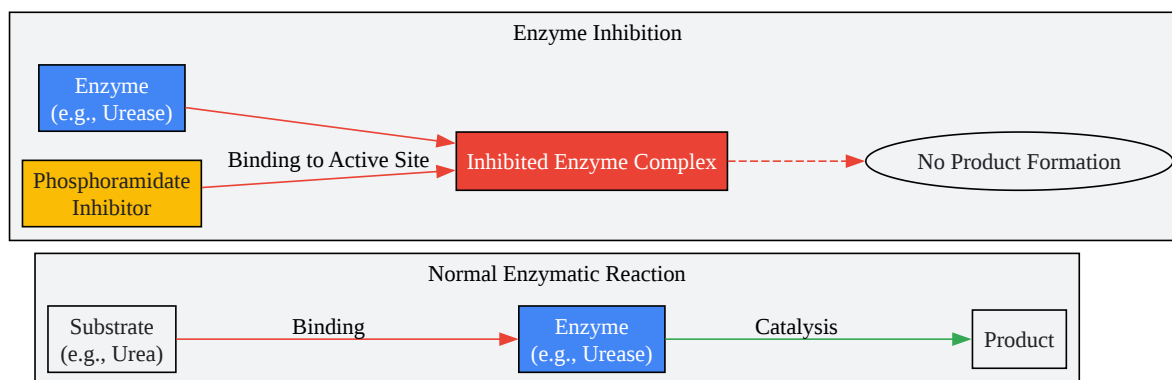 Enzyme Inhibition
Enzyme
(e.g., Urease)
Binding to Active Site
Inhibited Enzyme Complex
No Product Formation
Phosphoramidate
Inhibitor
Normal Enzymatic Reaction
Substrate
(e.g., Urea)
Binding
Enzyme
(e.g., Urease)
Catalysis
Product